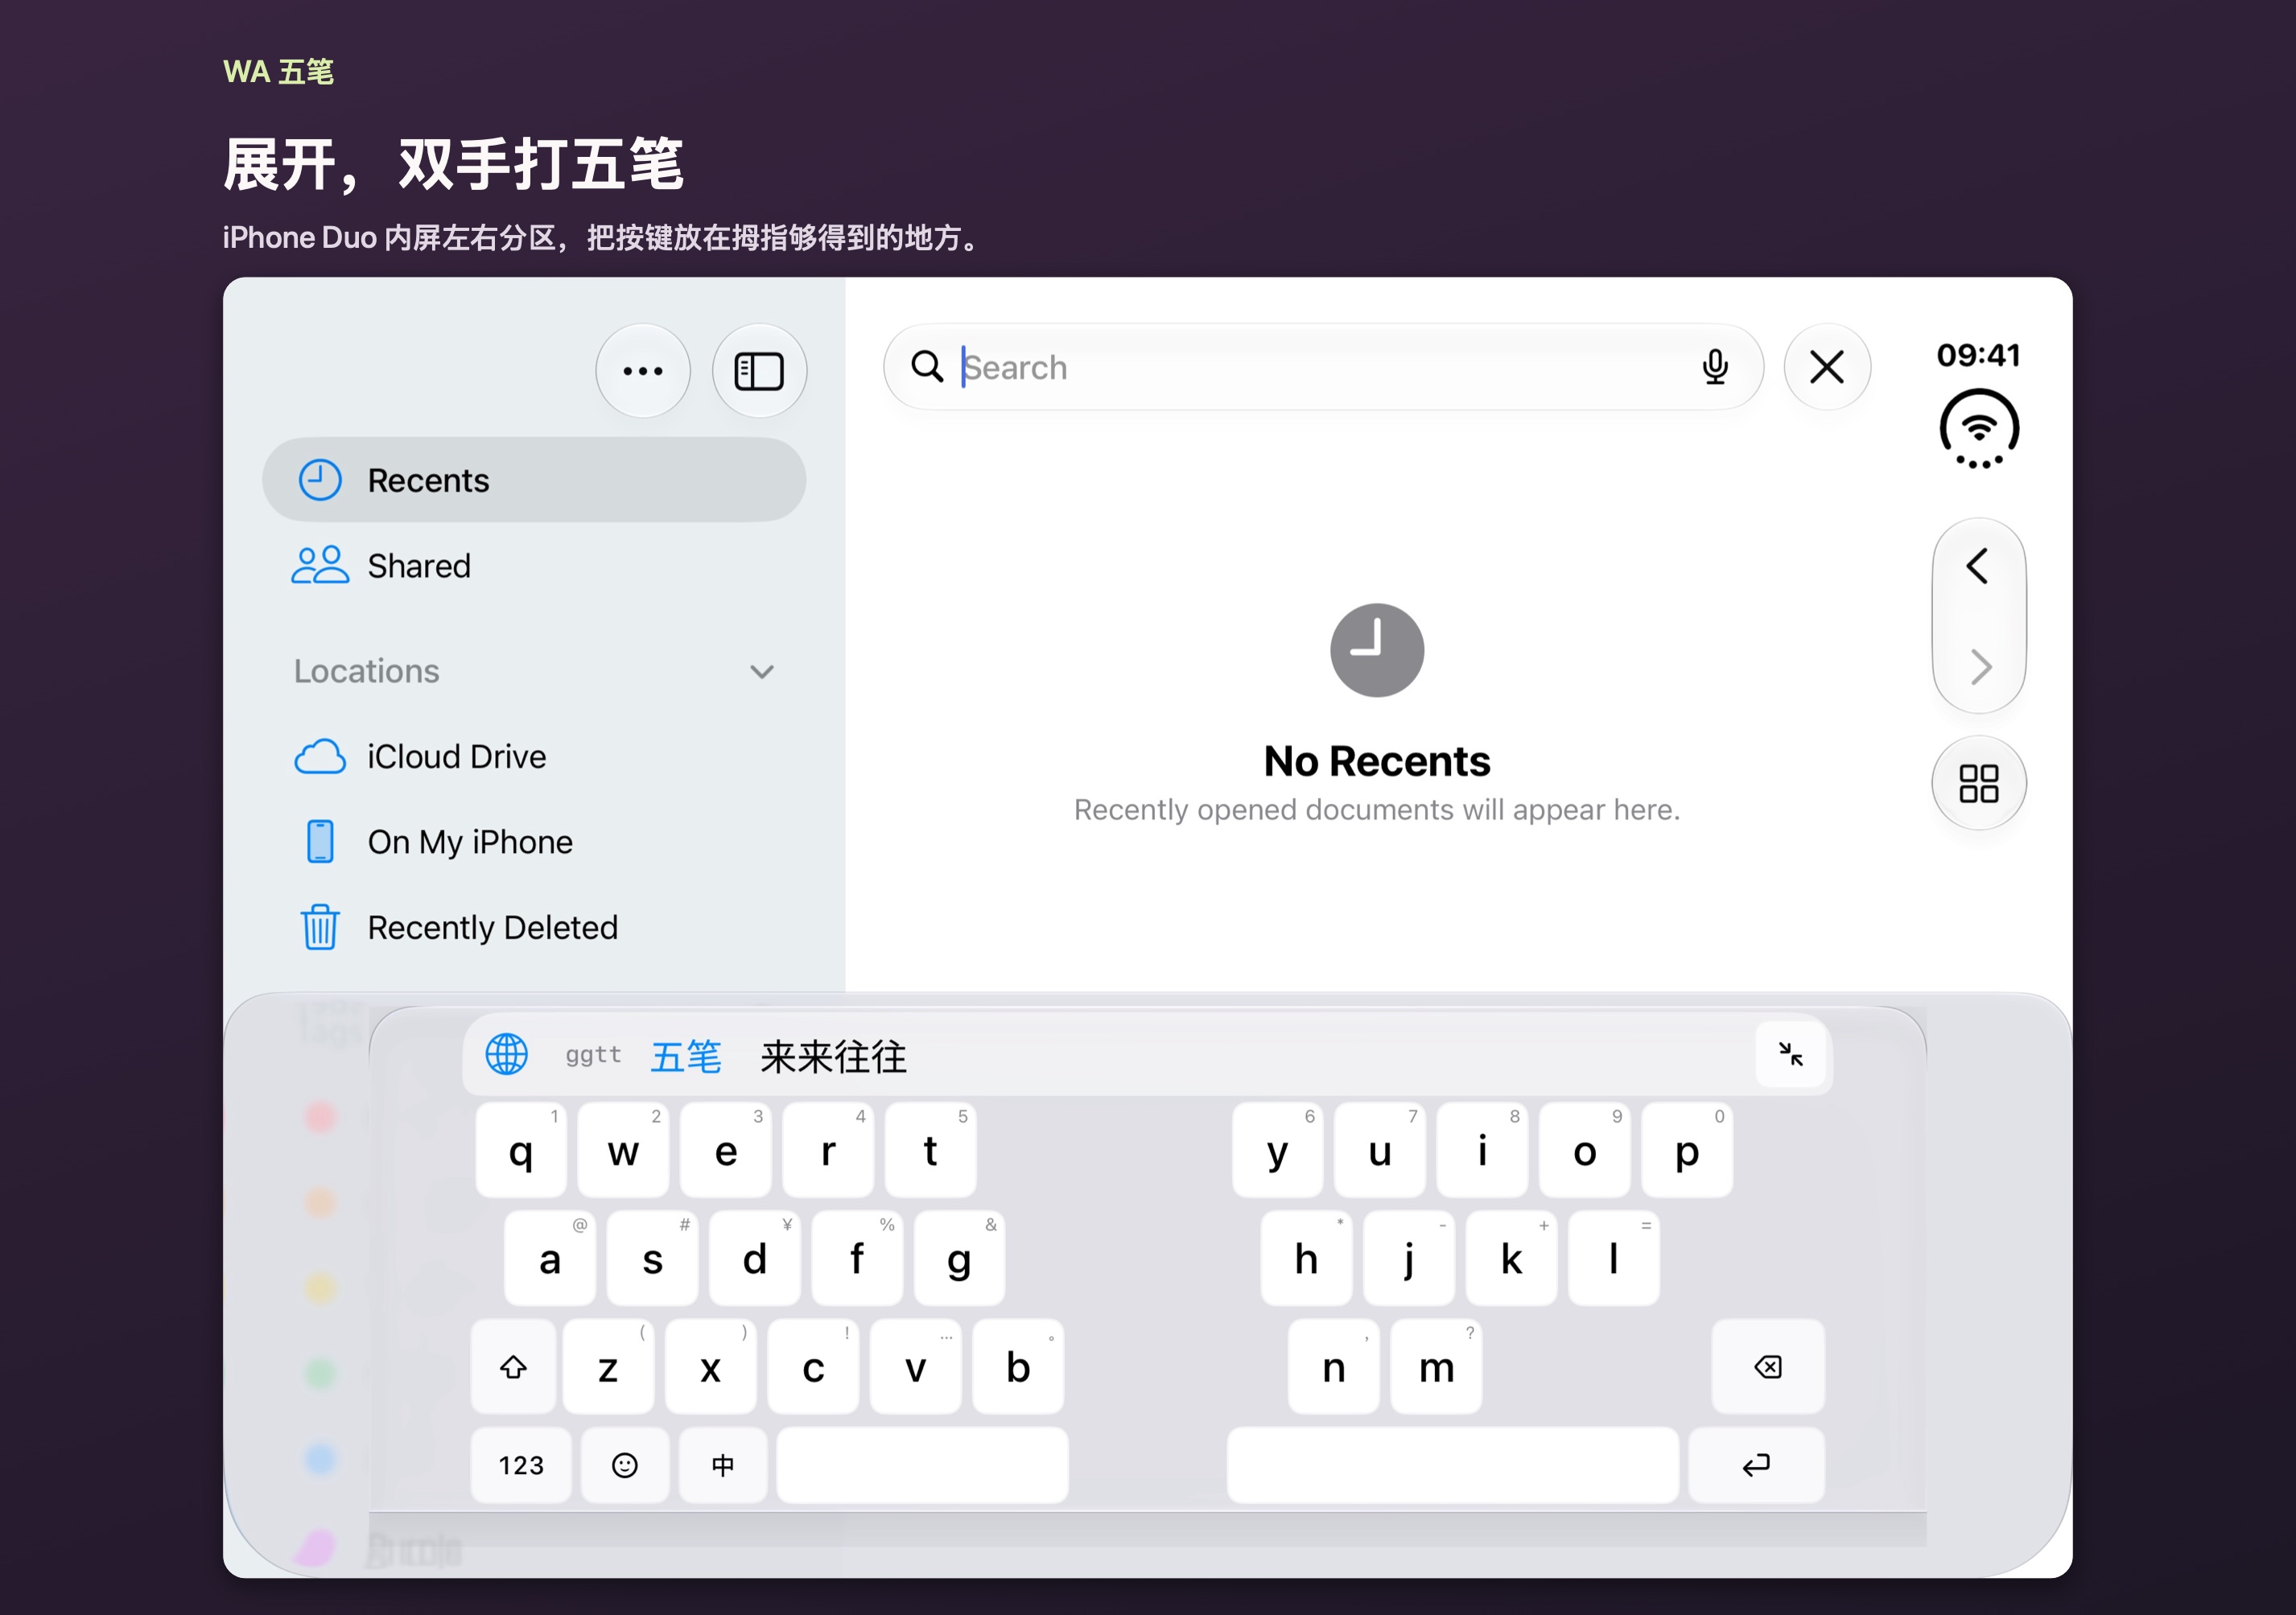 WA 五笔
展开，双手打五笔
iPhone Duo 内屏左右分区，把按键放在拇指够得到的地方。
Search
09:41
Recents
Shared
Locations
iCloud Drive
On My iPhone
Recently Deleted
No Recents
Recently opened documents will appear here.
Tags
ggtt 五笔 来来往往
1 2 3 4 5 6 7 8 9 0
q w e r t y u i o p
@ # ¥ % & * - + =
a s d f g h j k l
( ) ! … 。 , ?
z x c v b n m
123 中
Purple